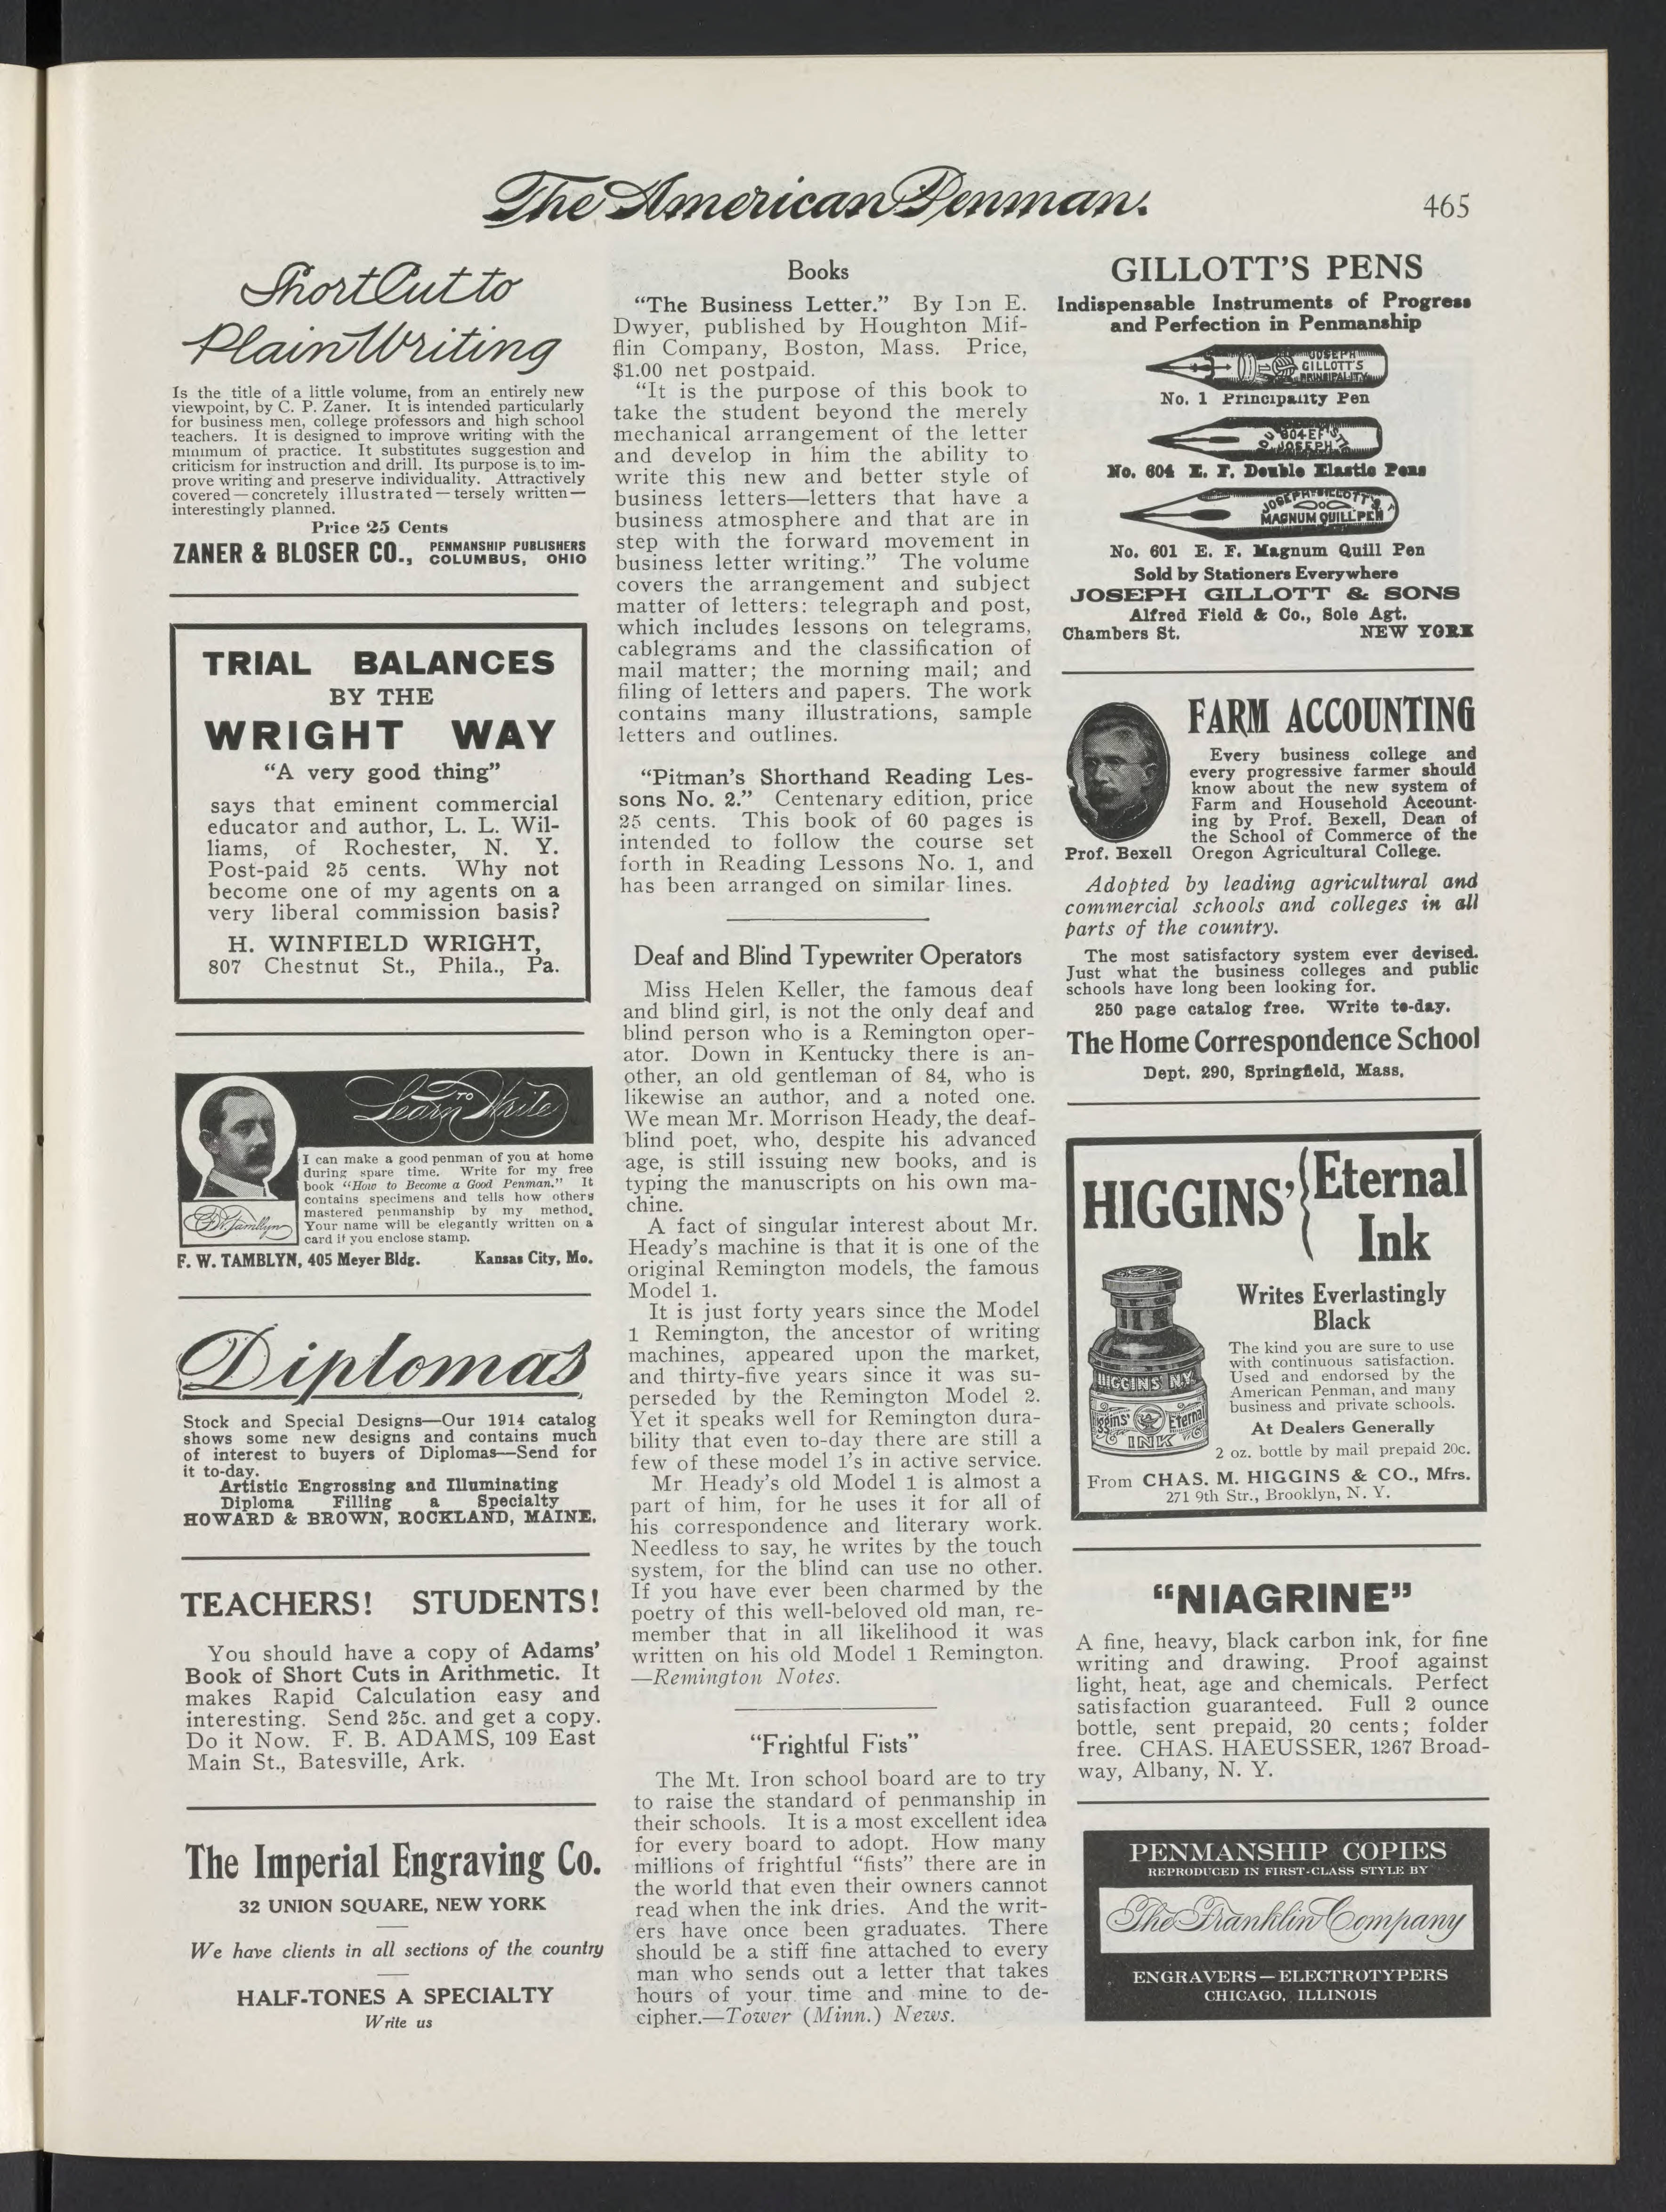 The American Penman.
465
Short Cut to
Plain Writing
Is the title of a little volume, from an entirely new
viewpoint, by C. P. Zaner. It is intended particularly
for business men, college professors and high school
teachers. It is designed to improve writing with the
minimum of practice. It substitutes suggestion and
criticism for instruction and drill. Its purpose is to im-
prove writing and preserve individuality. Attractively
covered—concretely illustrated—tersely written—
interestingly planned.
Price 25 Cents
ZANER & BLOSER CO., PENMANSHIP PUBLISHERS
COLUMBUS, OHIO
TRIAL BALANCES
BY THE
WRIGHT WAY
"A very good thing"
says that eminent commercial
educator and author, L. L. Wil-
liams, of Rochester, N. Y.
Post-paid 25 cents. Why not
become one of my agents on a
very liberal commission basis?
H. WINFIELD WRIGHT,
807 Chestnut St., Phila., Pa.
Learn TO Write
I can make a good penman of you at home
during spare time. Write for my free
book "How to Become a Good Penman." It
contains specimens and tells how others
mastered penmanship by my method.
Your name will be elegantly written on a
card if you enclose stamp.
F. W. Tamblyn
F. W. TAMBLYN, 405 Meyer Bldg. Kansas City, Mo.
Diplomas
Stock and Special Designs—Our 1914 catalog
shows some new designs and contains much
of interest to buyers of Diplomas—Send for
it to-day.
Artistic Engrossing and Illuminating
Diploma Filling a Specialty
HOWARD & BROWN, ROCKLAND, MAINE.
TEACHERS! STUDENTS!
You should have a copy of Adams'
Book of Short Cuts in Arithmetic. It
makes Rapid Calculation easy and
interesting. Send 25c. and get a copy.
Do it Now. F. B. ADAMS, 109 East
Main St., Batesville, Ark.
The Imperial Engraving Co.
32 UNION SQUARE, NEW YORK
We have clients in all sections of the country
HALF-TONES A SPECIALTY
Write us
Books
"The Business Letter." By Ion E.
Dwyer, published by Houghton Mif-
flin Company, Boston, Mass. Price,
$1.00 net postpaid.
"It is the purpose of this book to
take the student beyond the merely
mechanical arrangement of the letter
and develop in him the ability to
write this new and better style of
business letters—letters that have a
business atmosphere and that are in
step with the forward movement in
business letter writing." The volume
covers the arrangement and subject
matter of letters: telegraph and post,
which includes lessons on telegrams,
cablegrams and the classification of
mail matter; the morning mail; and
filing of letters and papers. The work
contains many illustrations, sample
letters and outlines.
"Pitman's Shorthand Reading Les-
sons No. 2." Centenary edition, price
25 cents. This book of 60 pages is
intended to follow the course set
forth in Reading Lessons No. 1, and
has been arranged on similar lines.
Deaf and Blind Typewriter Operators
Miss Helen Keller, the famous deaf
and blind girl, is not the only deaf and
blind person who is a Remington oper-
ator. Down in Kentucky there is an-
other, an old gentleman of 84, who is
likewise an author, and a noted one.
We mean Mr. Morrison Heady, the deaf-
blind poet, who, despite his advanced
age, is still issuing new books, and is
typing the manuscripts on his own ma-
chine.
A fact of singular interest about Mr.
Heady's machine is that it is one of the
original Remington models, the famous
Model 1.
It is just forty years since the Model
1 Remington, the ancestor of writing
machines, appeared upon the market,
and thirty-five years since it was su-
perseded by the Remington Model 2.
Yet it speaks well for Remington dura-
bility that even to-day there are still a
few of these model 1's in active service.
Mr Heady's old Model 1 is almost a
part of him, for he uses it for all of
his correspondence and literary work.
Needless to say, he writes by the touch
system, for the blind can use no other.
If you have ever been charmed by the
poetry of this well-beloved old man, re-
member that in all likelihood it was
written on his old Model 1 Remington.
—Remington Notes.
"Frightful Fists"
The Mt. Iron school board are to try
to raise the standard of penmanship in
their schools. It is a most excellent idea
for every board to adopt. How many
millions of frightful "fists" there are in
the world that even their owners cannot
read when the ink dries. And the writ-
ers have once been graduates. There
should be a stiff fine attached to every
man who sends out a letter that takes
hours of your time and mine to de-
cipher.—Tower (Minn.) News.
GILLOTT'S PENS
Indispensable Instruments of Progress
and Perfection in Penmanship
JOSEPH
GILLOTT'S
PRINCIPALITY
No. 1 Principality Pen
604 EF
JOSEPH
No. 604 E. F. Double Elastic Pens
JOSEPH GILLOTT'S
MAGNUM QUILL PEN
No. 601 E. F. Magnum Quill Pen
Sold by Stationers Everywhere
JOSEPH GILLOTT & SONS
Alfred Field & Co., Sole Agt.
Chambers St. NEW YORK
FARM ACCOUNTING
Every business college and
every progressive farmer should
know about the new system of
Farm and Household Account-
ing by Prof. Bexell, Dean of
the School of Commerce of the
Oregon Agricultural College.
Prof. Bexell
Adopted by leading agricultural and
commercial schools and colleges in all
parts of the country.
The most satisfactory system ever devised.
Just what the business colleges and public
schools have long been looking for.
250 page catalog free. Write to-day.
The Home Correspondence School
Dept. 290, Springfield, Mass.
HIGGINS' Eternal
Ink
Writes Everlastingly
Black
The kind you are sure to use
with continuous satisfaction.
Used and endorsed by the
American Penman, and many
business and private schools.
At Dealers Generally
2 oz. bottle by mail prepaid 20c.
HIGGINS N.Y.
Higgins' Eternal
INK
From CHAS. M. HIGGINS & CO., Mfrs.
271 9th Str., Brooklyn, N. Y.
"NIAGRINE"
A fine, heavy, black carbon ink, for fine
writing and drawing. Proof against
light, heat, age and chemicals. Perfect
satisfaction guaranteed. Full 2 ounce
bottle, sent prepaid, 20 cents; folder
free. CHAS. HAEUSSER, 1267 Broad-
way, Albany, N. Y.
PENMANSHIP COPIES
REPRODUCED IN FIRST-CLASS STYLE BY
The Franklin Company
ENGRAVERS—ELECTROTYPERS
CHICAGO, ILLINOIS